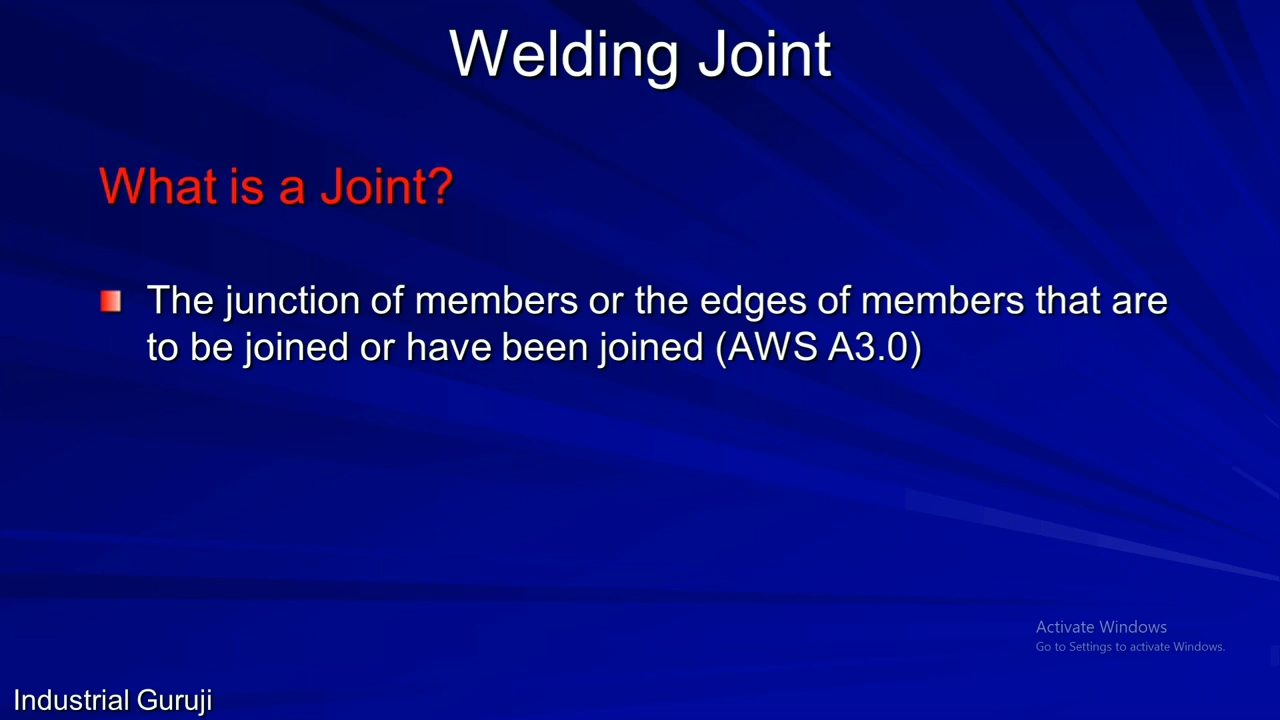 Welding Joint
What is a Joint?
The junction of members or the edges of members that are
to be joined or have been joined (AWS A3.0)
Activate Windows
Go to Settings to activate Windows.
Industrial Guruji